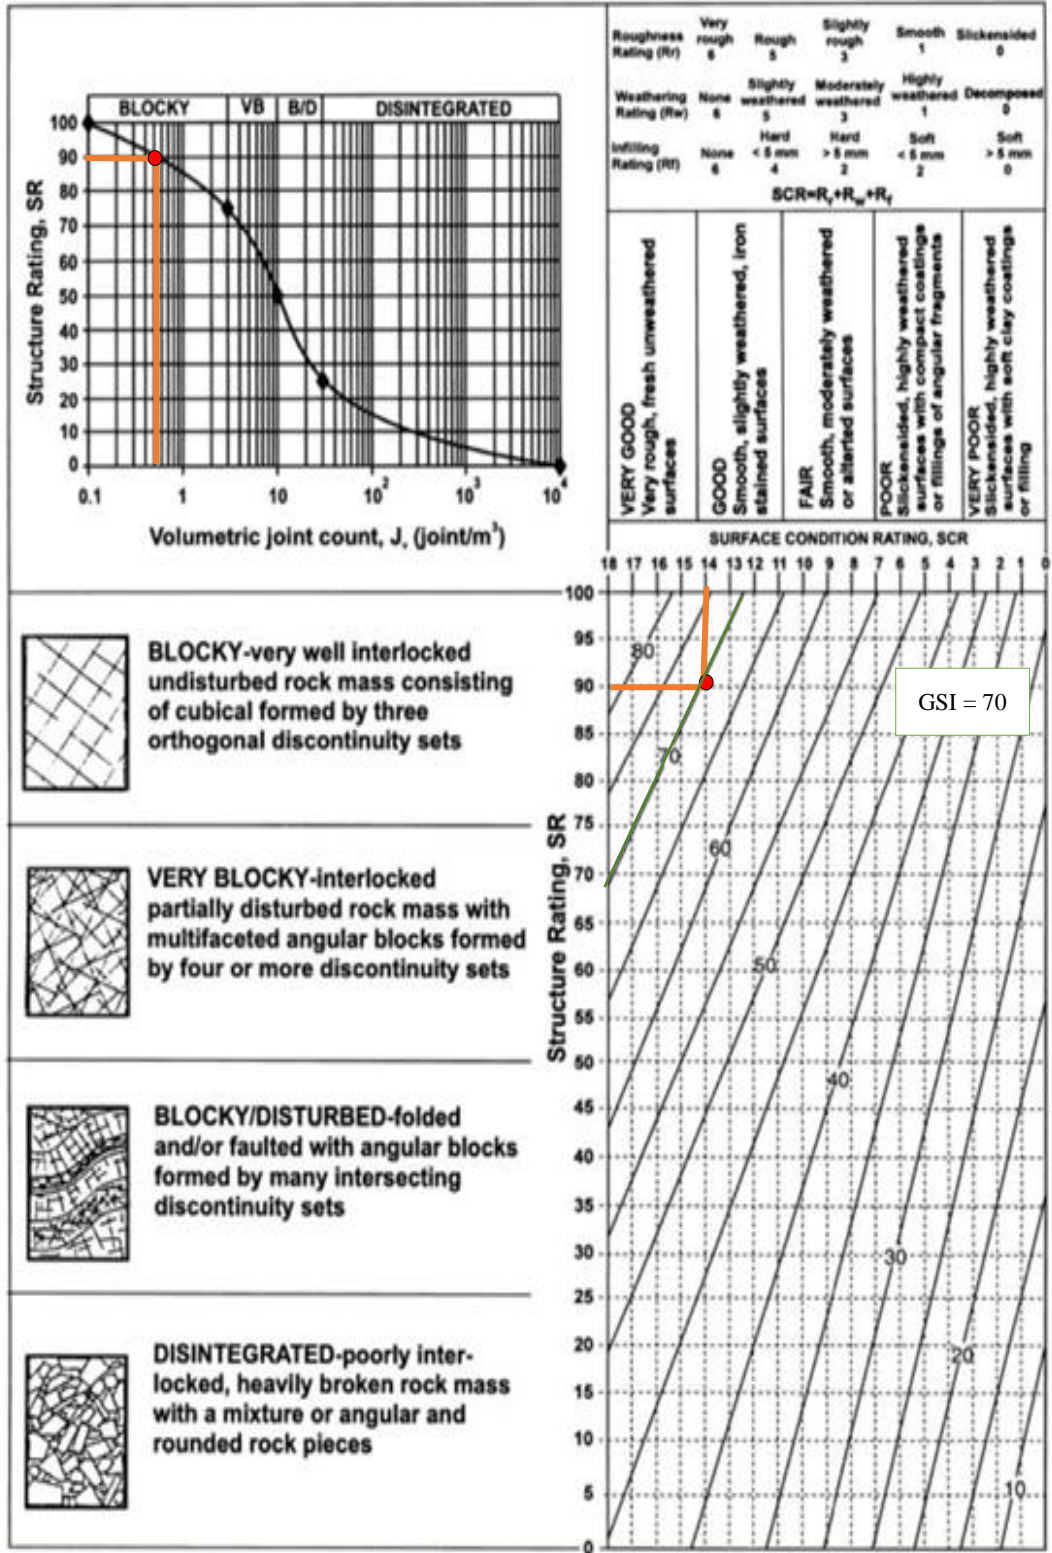 BLOCKY VB B/D DISINTEGRATED
100
90
80
70
60
50
40
30
20
10
0
Structure Rating, SR
0.1 1 10 10² 10³ 10⁴
Volumetric joint count, Jᵥ (joint/m³)
Roughness Rating (Rr)
Very rough 6
Rough 5
Slightly rough 3
Smooth 1
Slickensided 0
Weathering Rating (Rw)
None 6
Slightly weathered 5
Moderately weathered 3
Highly weathered 1
Decomposed 0
Infilling Rating (Rf)
None 6
Hard < 5 mm 4
Hard > 5 mm 2
Soft < 5 mm 2
Soft > 5 mm 0
SCR=Rᵣ+R_w+R_f
VERY GOOD
Very rough, fresh unweathered
surfaces
GOOD
Smooth, slightly weathered, iron
stained surfaces
FAIR
Smooth, moderately weathered
or alterted surfaces
POOR
Slickensided, highly weathered
surfaces with compact coatings
or fillings of angular fragments
VERY POOR
Slickensided, highly weathered
surfaces with soft clay coatings
or filling
SURFACE CONDITION RATING, SCR
18 17 16 15 14 13 12 11 10 9 8 7 6 5 4 3 2 1 0
BLOCKY-very well interlocked
undisturbed rock mass consisting
of cubical formed by three
orthogonal discontinuity sets
VERY BLOCKY-interlocked
partially disturbed rock mass with
multifaceted angular blocks formed
by four or more discontinuity sets
BLOCKY/DISTURBED-folded
and/or faulted with angular blocks
formed by many intersecting
discontinuity sets
DISINTEGRATED-poorly inter-
locked, heavily broken rock mass
with a mixture or angular and
rounded rock pieces
Structure Rating, SR
100
95
90
85
80
75
70
65
60
55
50
45
40
35
30
25
20
15
10
5
0
80
70
60
50
40
30
20
10
GSI = 70